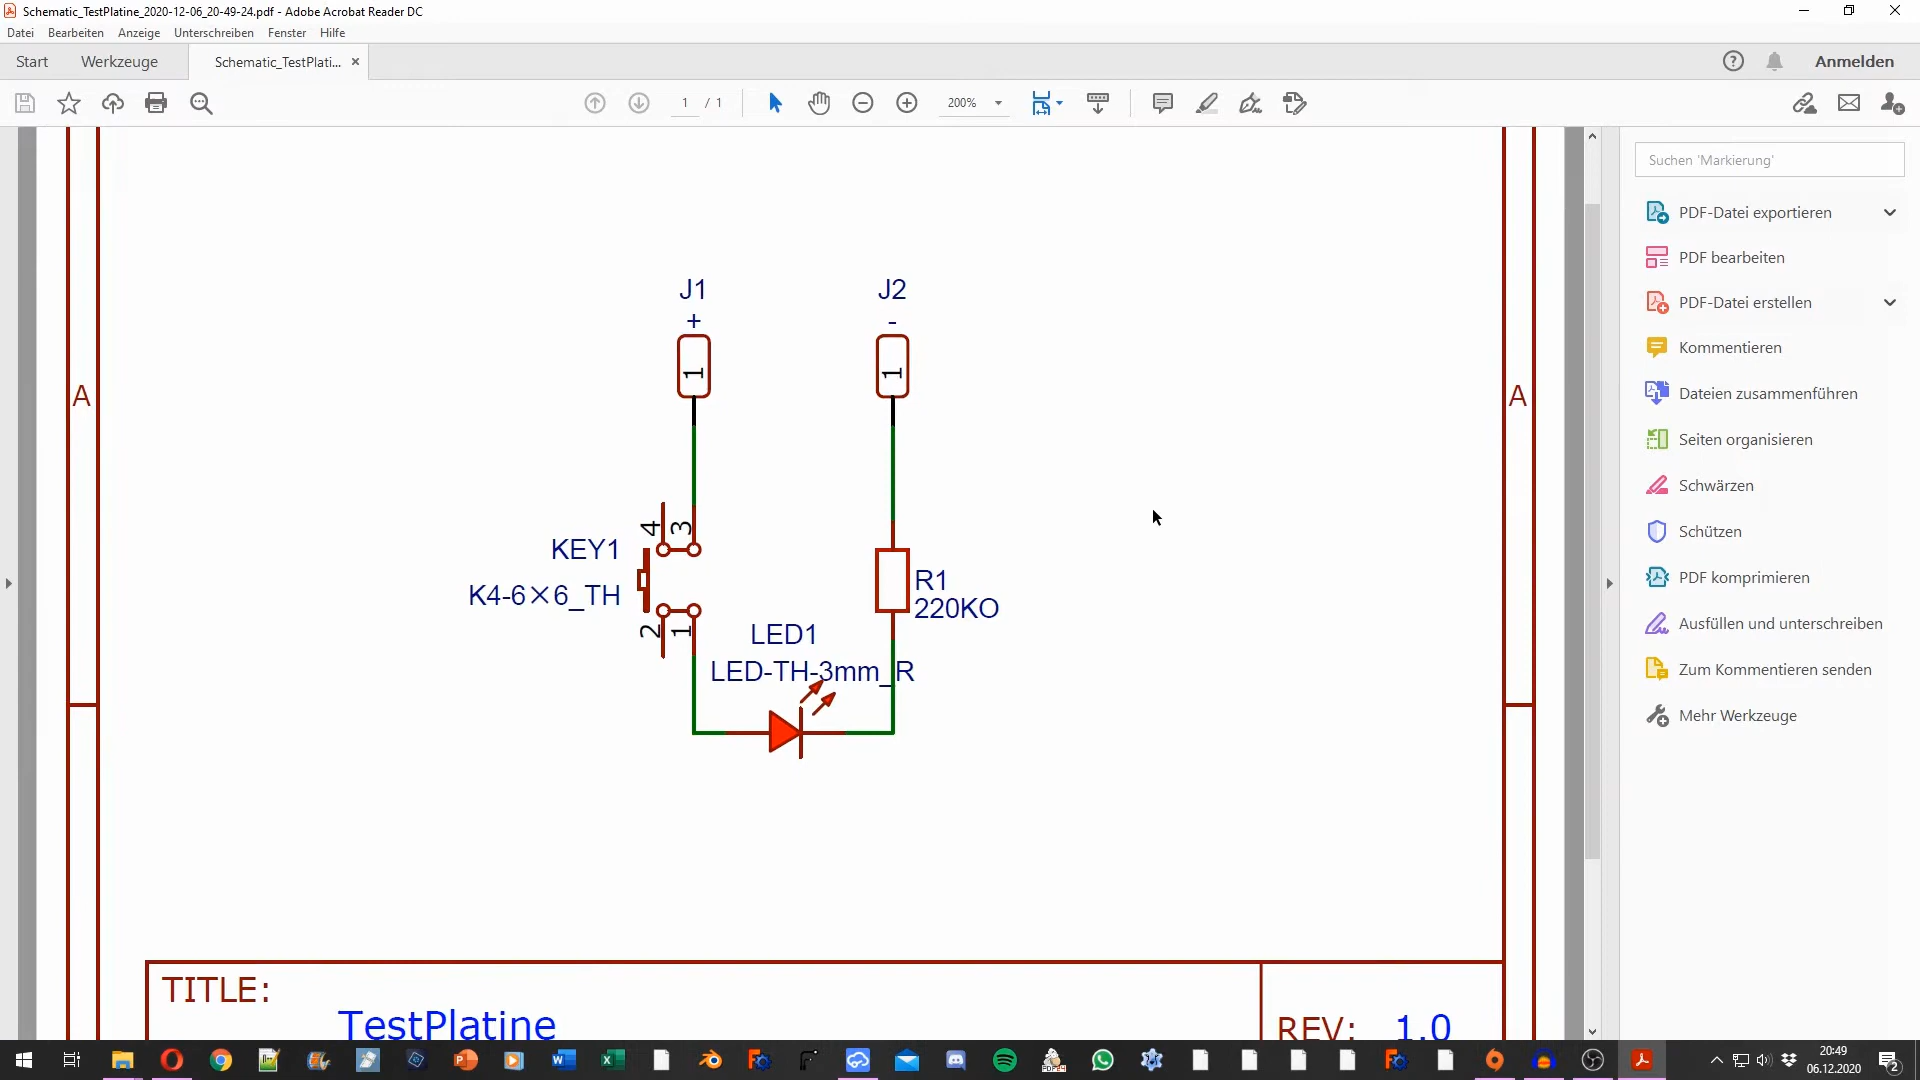 Schematic_TestPlatine_2020-12-06_20-49-24.pdf - Adobe Acrobat Reader DC
Datei Bearbeiten Anzeige Unterschreiben Fenster Hilfe
Start Werkzeuge Schematic_TestPlati... × Anmelden
1 / 1 200%
Suchen 'Markierung'
PDF-Datei exportieren
PDF bearbeiten
PDF-Datei erstellen
Kommentieren
Dateien zusammenführen
Seiten organisieren
Schwärzen
Schützen
PDF komprimieren
Ausfüllen und unterschreiben
Zum Kommentieren senden
Mehr Werkzeuge
J1 J2
+ -
1 1
A A
4 3
KEY1
K4-6×6_TH
2 1
R1
220KO
LED1
LED-TH-3mm_R
TITLE:
TestPlatine
REV: 1.0
20:49
06.12.2020
2